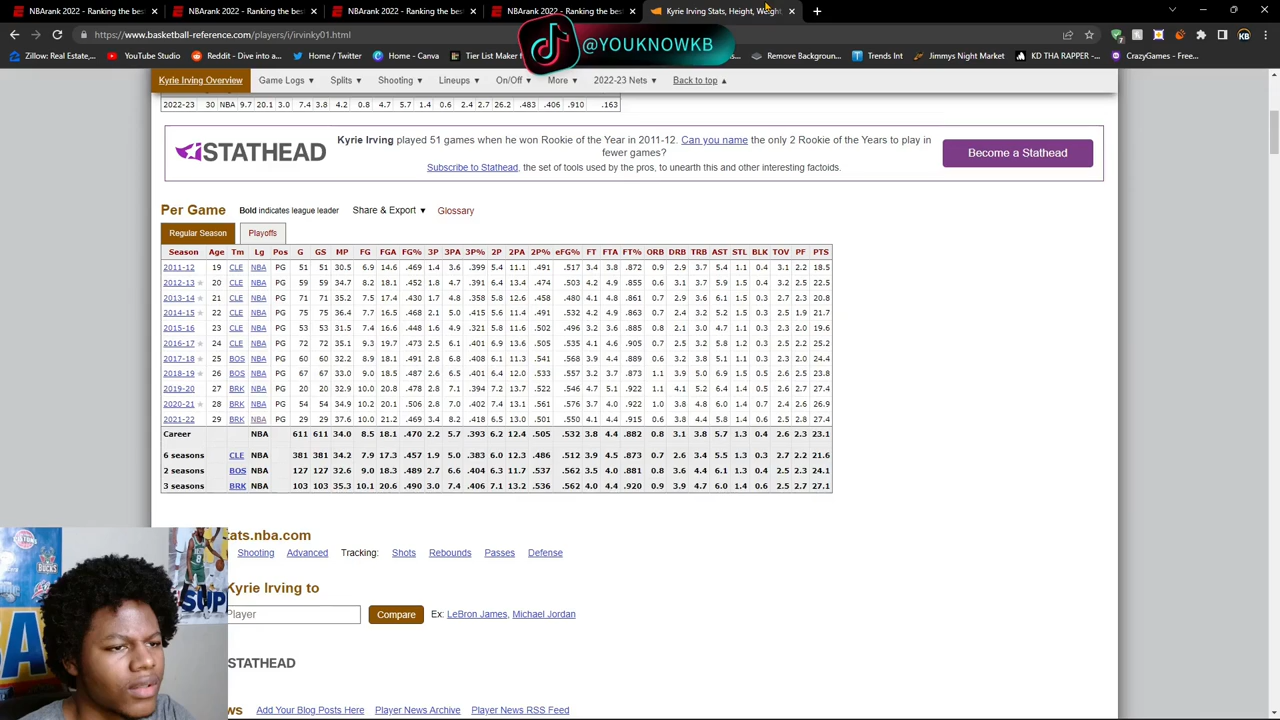 NBArank 2022 - Ranking t
NBArank 2022 - Ranking t
NBArank 2022 - Ranking t
NBArank 2022 - Ranking t
Kyrie Irving Stats, Height, Weight
https://www.basketball-reference.com/players/i/irvinky01.html
@YOUKNOWKB
Zillow: Real Estate,...
YouTube Studio
Reddit - Dive into a...
Home / Twitter
Tier List Maker - T
Remove Background...
Trends Int
Jimmys Night Market
KD THA RAPPER -...
CrazyGames - Free...
Kyrie Irving Overview Game Logs ▼ Splits ▼ Shooting ▼ Lineups ▼ On/Off ▼ More ▼ 2022-23 Nets ▼ Back to top ▲
2022-23 30 NBA 9.7 20.1 3.0 7.4 3.8 4.2 0.8 4.7 5.7 1.4 0.6 2.4 2.7 26.2 .483 .406 .910 .163
STATHEAD
Kyrie Irving played 51 games when he won Rookie of the Year in 2011-12. Can you name the only 2 Rookie of the Years to play in
fewer games?
Subscribe to Stathead, the set of tools used by the pros, to unearth this and other interesting factoids.
Become a Stathead
Per Game Bold indicates league leader Share & Export ▼ Glossary
Regular Season Playoffs
Season Age Tm Lg Pos G GS MP FG FGA FG% 3P 3PA 3P% 2P 2PA 2P% eFG% FT FTA FT% ORB DRB TRB AST STL BLK TOV PF PTS
2011-12 19 CLE NBA PG 51 51 30.5 6.9 14.6 .469 1.4 3.6 .399 5.4 11.1 .491 .517 3.4 3.8 .872 0.9 2.9 3.7 5.4 1.1 0.4 3.1 2.2 18.5
2012-13 ★ 20 CLE NBA PG 59 59 34.7 8.2 18.1 .452 1.8 4.7 .391 6.4 13.4 .474 .503 4.2 4.9 .855 0.6 3.1 3.7 5.9 1.5 0.4 3.2 2.5 22.5
2013-14 ★ 21 CLE NBA PG 71 71 35.2 7.5 17.4 .430 1.7 4.8 .358 5.8 12.6 .458 .480 4.1 4.8 .861 0.7 2.9 3.6 6.1 1.5 0.3 2.7 2.3 20.8
2014-15 ★ 22 CLE NBA PG 75 75 36.4 7.7 16.5 .468 2.1 5.0 .415 5.6 11.4 .491 .532 4.2 4.9 .863 0.7 2.4 3.2 5.2 1.5 0.3 2.5 1.9 21.7
2015-16 23 CLE NBA PG 53 53 31.5 7.4 16.6 .448 1.6 4.9 .321 5.8 11.6 .502 .496 3.2 3.6 .885 0.8 2.1 3.0 4.7 1.1 0.3 2.3 2.0 19.6
2016-17 ★ 24 CLE NBA PG 72 72 35.1 9.3 19.7 .473 2.5 6.1 .401 6.9 13.6 .505 .535 4.1 4.6 .905 0.7 2.5 3.2 5.8 1.2 0.3 2.5 2.2 25.2
2017-18 ★ 25 BOS NBA PG 60 60 32.2 8.9 18.1 .491 2.8 6.8 .408 6.1 11.3 .541 .568 3.9 4.4 .889 0.6 3.2 3.8 5.1 1.1 0.3 2.3 2.0 24.4
2018-19 ★ 26 BOS NBA PG 67 67 33.0 9.0 18.5 .487 2.6 6.5 .401 6.4 12.0 .533 .557 3.2 3.7 .873 1.1 3.9 5.0 6.9 1.5 0.5 2.6 2.5 23.8
2019-20 27 BRK NBA PG 20 20 32.9 10.0 20.8 .478 2.8 7.1 .394 7.2 13.7 .522 .546 4.7 5.1 .922 1.1 4.1 5.2 6.4 1.4 0.5 2.6 2.7 27.4
2020-21 ★ 28 BRK NBA PG 54 54 34.9 10.2 20.1 .506 2.8 7.0 .402 7.4 13.1 .561 .576 3.7 4.0 .922 1.0 3.8 4.8 6.0 1.4 0.7 2.4 2.6 26.9
2021-22 29 BRK NBA PG 29 29 37.6 10.0 21.2 .469 3.4 8.2 .418 6.5 13.0 .501 .550 4.1 4.4 .915 0.6 3.8 4.4 5.8 1.4 0.6 2.5 2.8 27.4
Career NBA 611 611 34.0 8.5 18.1 .470 2.2 5.7 .393 6.2 12.4 .505 .532 3.8 4.4 .882 0.8 3.1 3.8 5.7 1.3 0.4 2.6 2.3 23.1
6 seasons CLE NBA 381 381 34.2 7.9 17.3 .457 1.9 5.0 .383 6.0 12.3 .486 .512 3.9 4.5 .873 0.7 2.6 3.4 5.5 1.3 0.3 2.7 2.2 21.6
2 seasons BOS NBA 127 127 32.6 9.0 18.3 .489 2.7 6.6 .404 6.3 11.7 .537 .562 3.5 4.0 .881 0.8 3.6 4.4 6.1 1.3 0.4 2.5 2.3 24.1
3 seasons BRK NBA 103 103 35.3 10.1 20.6 .490 3.0 7.4 .406 7.1 13.2 .536 .562 4.0 4.4 .920 0.9 3.9 4.7 6.0 1.4 0.6 2.5 2.7 27.1
tats.nba.com
Shooting Advanced Tracking: Shots Rebounds Passes Defense
Kyrie Irving to
Player Compare Ex: LeBron James, Michael Jordan
STATHEAD
ws Add Your Blog Posts Here Player News Archive Player News RSS Feed
SUP